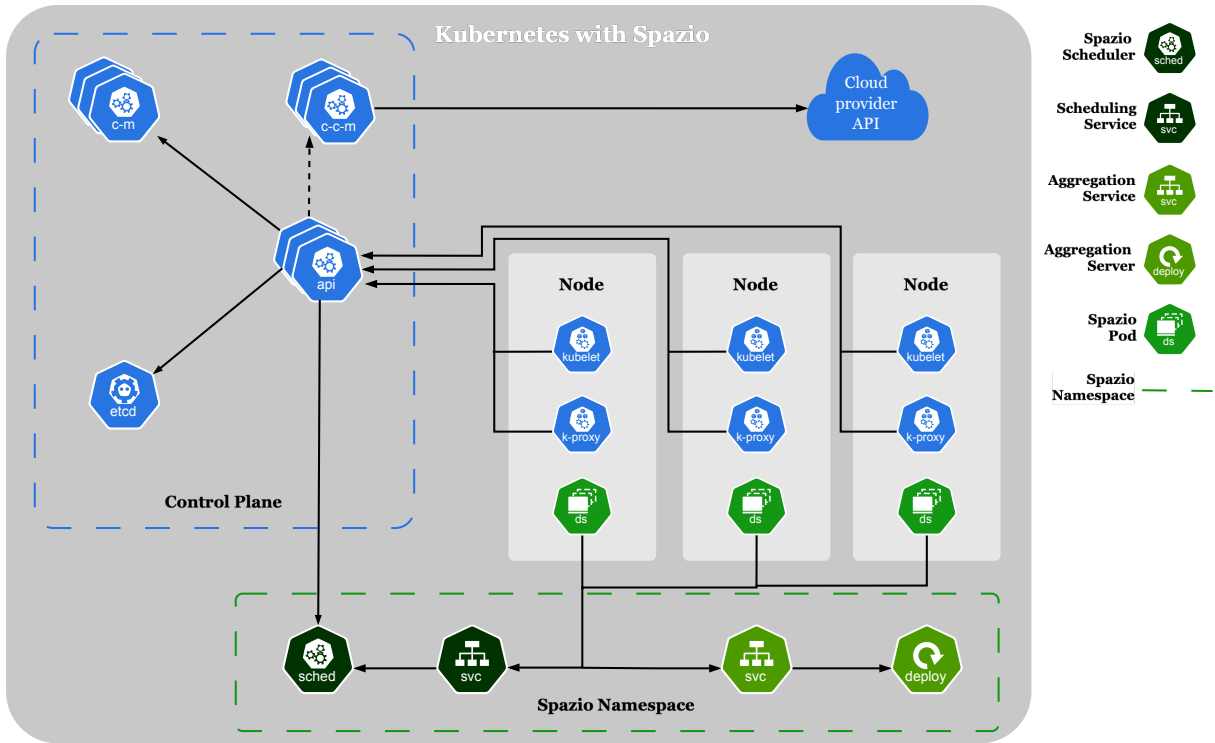 Kubernetes with Spazio
c-m
c-c-m
Cloud
provider
API
api
etcd
Control Plane
Node
kubelet
k-proxy
ds
Node
kubelet
k-proxy
ds
Node
kubelet
k-proxy
ds
sched
svc
svc
deploy
Spazio Namespace
Spazio
Scheduler
sched
Scheduling
Service
svc
Aggregation
Service
svc
Aggregation
Server
deploy
Spazio
Pod
ds
Spazio
Namespace